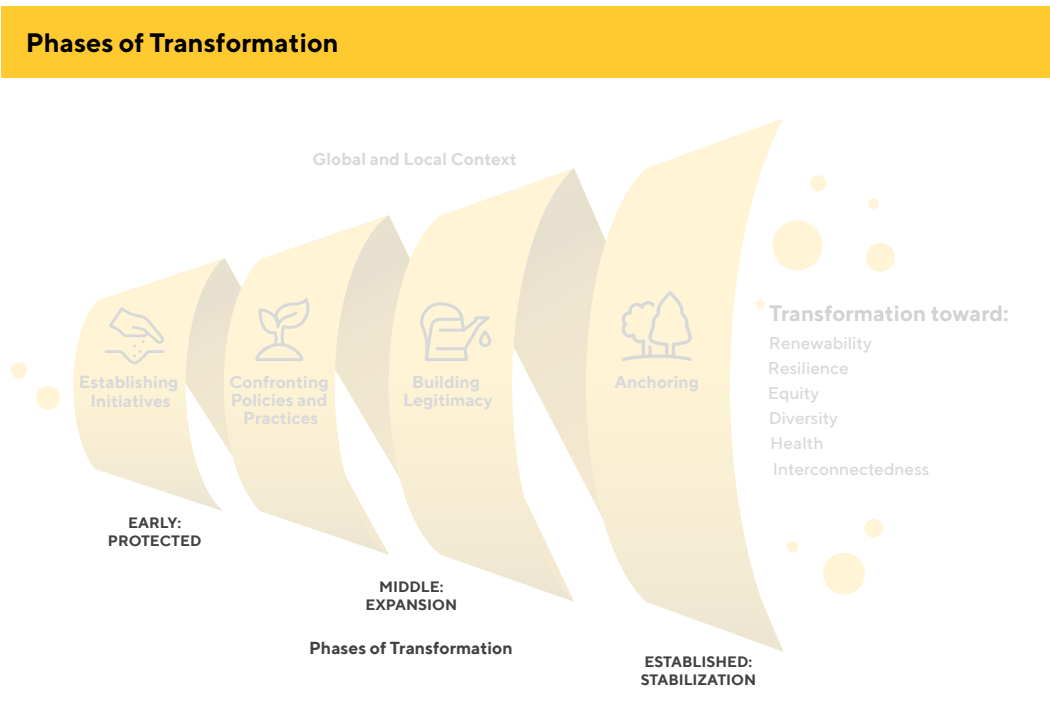 Phases of Transformation
Global and Local Context
Establishing
Initiatives
Confronting
Policies and
Practices
Building
Legitimacy
Anchoring
* Transformation toward:
Renewability
Resilience
Equity
Diversity
Health
Interconnectedness
EARLY:
PROTECTED
MIDDLE:
EXPANSION
Phases of Transformation
ESTABLISHED:
STABILIZATION